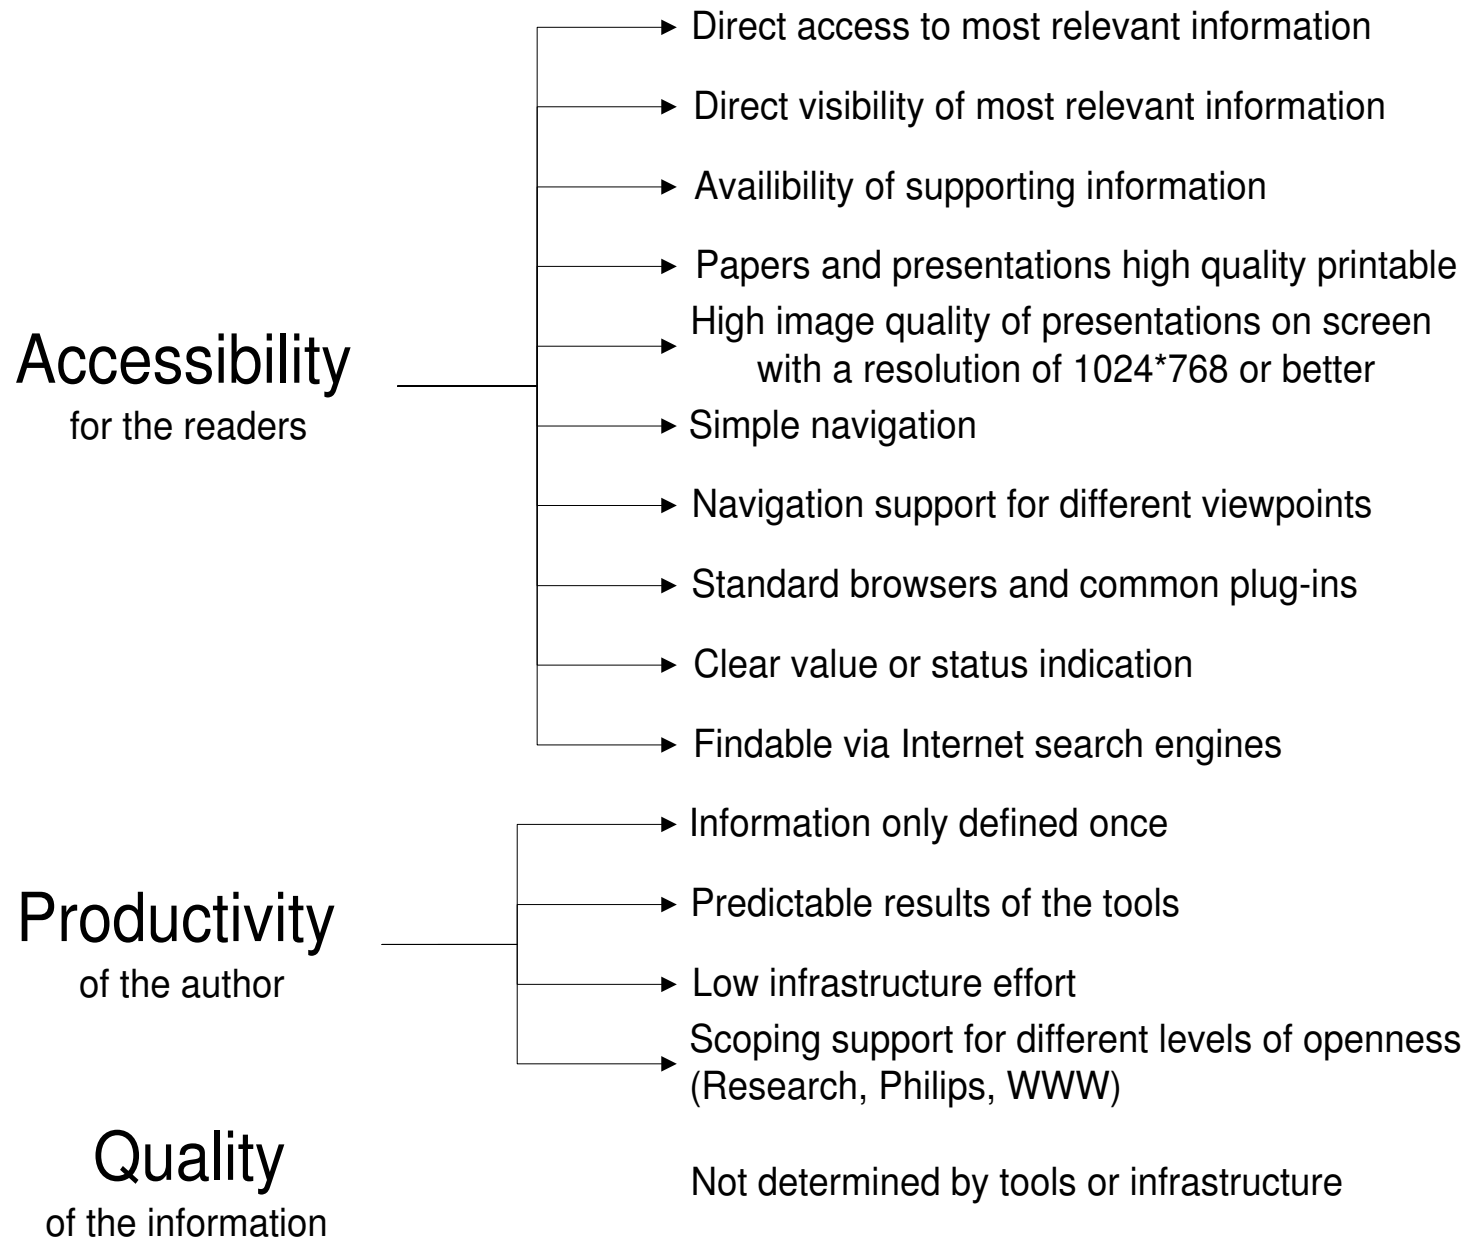 Direct access to most relevant information
Direct visibility of most relevant information
Availibility of supporting information
Papers and presentations high quality printable
High image quality of presentations on screen
with a resolution of 1024*768 or better
Accessibility
for the readers
Simple navigation
Navigation support for different viewpoints
Standard browsers and common plug-ins
Clear value or status indication
Findable via Internet search engines
Information only defined once
Productivity
of the author
Predictable results of the tools
Low infrastructure effort
Scoping support for different levels of openness
(Research, Philips, WWW)
Quality
of the information
Not determined by tools or infrastructure